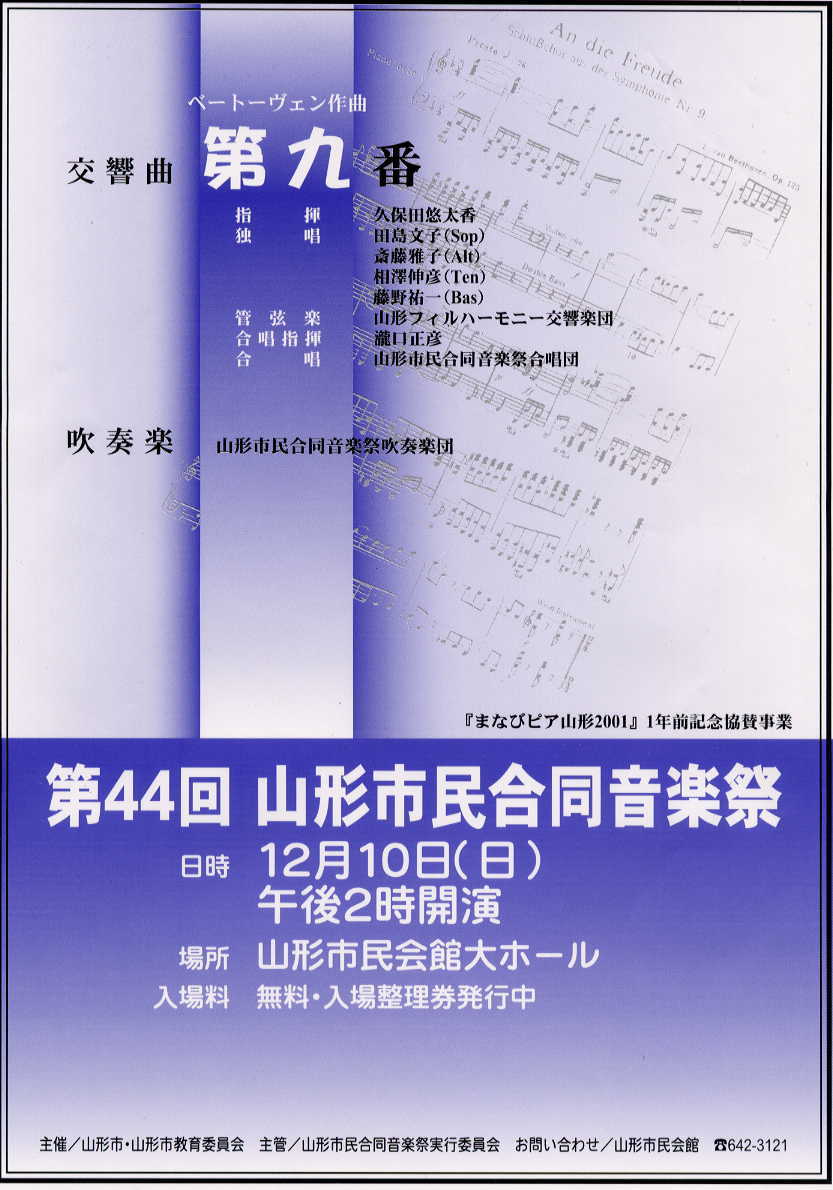 An die Freude
Schlußchor aus der Symphonie Nr. 9
Presto
ベートーヴェン作曲
交響曲 第九番
指揮 久保田悠太香
独唱 田島文子(Sop)
斎藤雅子(Alt)
相澤伸彦(Ten)
藤野祐一(Bas)
管弦楽 山形フィルハーモニー交響楽団
合唱指揮 瀧口正彦
合唱 山形市民合同音楽祭合唱団
吹奏楽 山形市民合同音楽祭吹奏楽団
『まなびピア山形2001』1年前記念協賛事業
第44回 山形市民合同音楽祭
日時 12月10日(日)
午後2時開演
場所 山形市民会館大ホール
入場料 無料・入場整理券発行中
主催／山形市・山形市教育委員会 主管／山形市民合同音楽祭実行委員会 お問い合わせ／山形市民会館 ☎642-3121